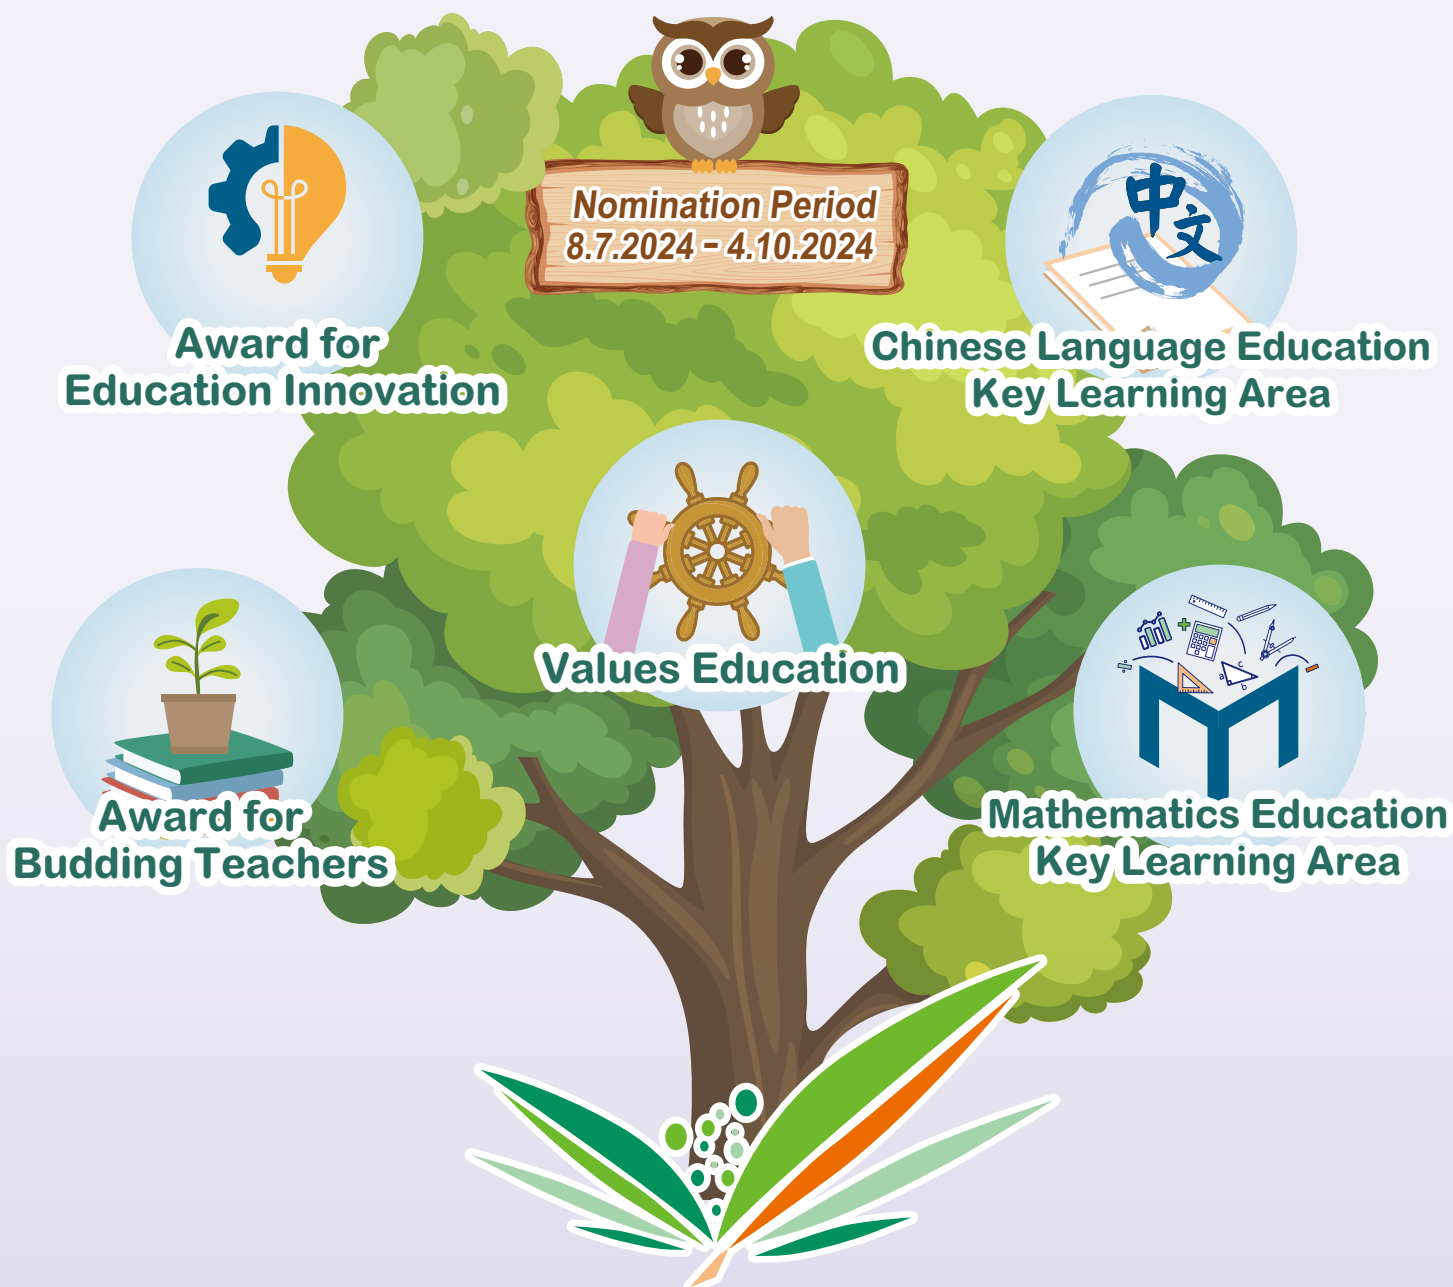 Nomination Period
8.7.2024 – 4.10.2024
Award for
Education Innovation
中文
Chinese Language Education
Key Learning Area
Values Education
Award for
Budding Teachers
a
b
c
Mathematics Education
Key Learning Area